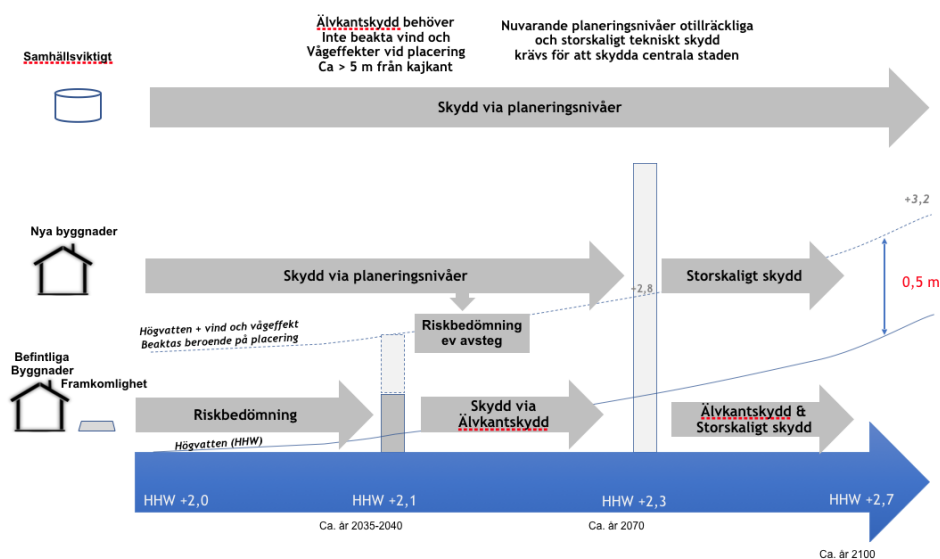 Älvkantskydd behöver
Inte beakta vind och
Vågeffekter vid placering
Ca > 5 m från kajkant
Nuvarande planeringsnivåer otillräckliga
och storskaligt tekniskt skydd
krävs för att skydda centrala staden
Samhällsviktigt
Skydd via planeringsnivåer
+3,2
Nya byggnader
Skydd via planeringsnivåer
Storskaligt skydd
+2,8
0,5 m
Högvatten + vind och vågeffekt
Beaktas beroende på placering
Riskbedömning
ev avsteg
Befintliga
Byggnader
Framkomlighet
Riskbedömning
Skydd via
Älvkantskydd
Älvkantskydd &
Storskaligt skydd
Högvatten (HHW)
HHW +2,0
HHW +2,1
HHW +2,3
HHW +2,7
Ca. år 2035-2040
Ca. år 2070
Ca. år 2100